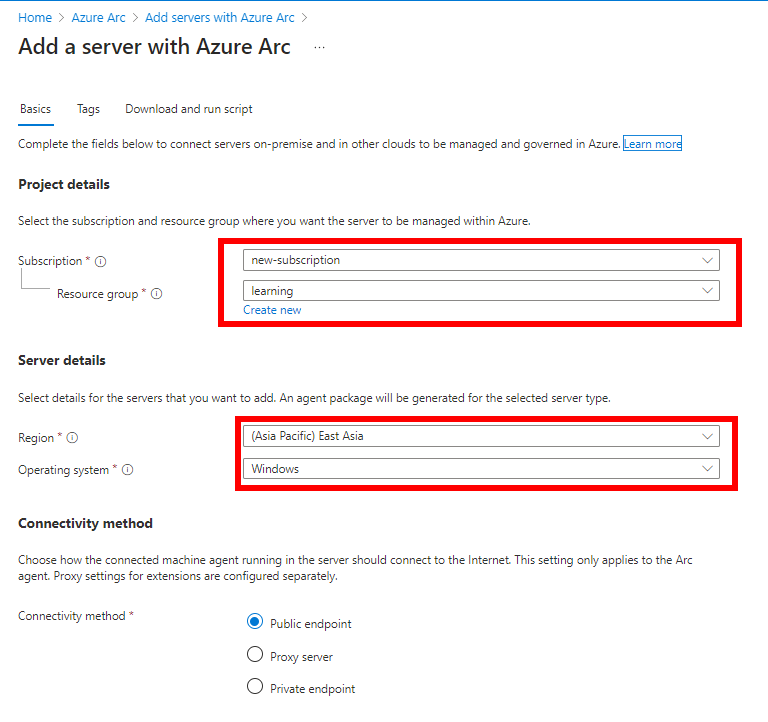 Home > Azure Arc > Add servers with Azure Arc >
Add a server with Azure Arc ...
Basics Tags Download and run script
Complete the fields below to connect servers on-premise and in other clouds to be managed and governed in Azure. Learn more
Project details
Select the subscription and resource group where you want the server to be managed within Azure.
Subscription * new-subscription
Resource group * learning
Create new
Server details
Select details for the servers that you want to add. An agent package will be generated for the selected server type.
Region * (Asia Pacific) East Asia
Operating system * Windows
Connectivity method
Choose how the connected machine agent running in the server should connect to the Internet. This setting only applies to the Arc
agent. Proxy settings for extensions are configured separately.
Connectivity method * Public endpoint
Proxy server
Private endpoint